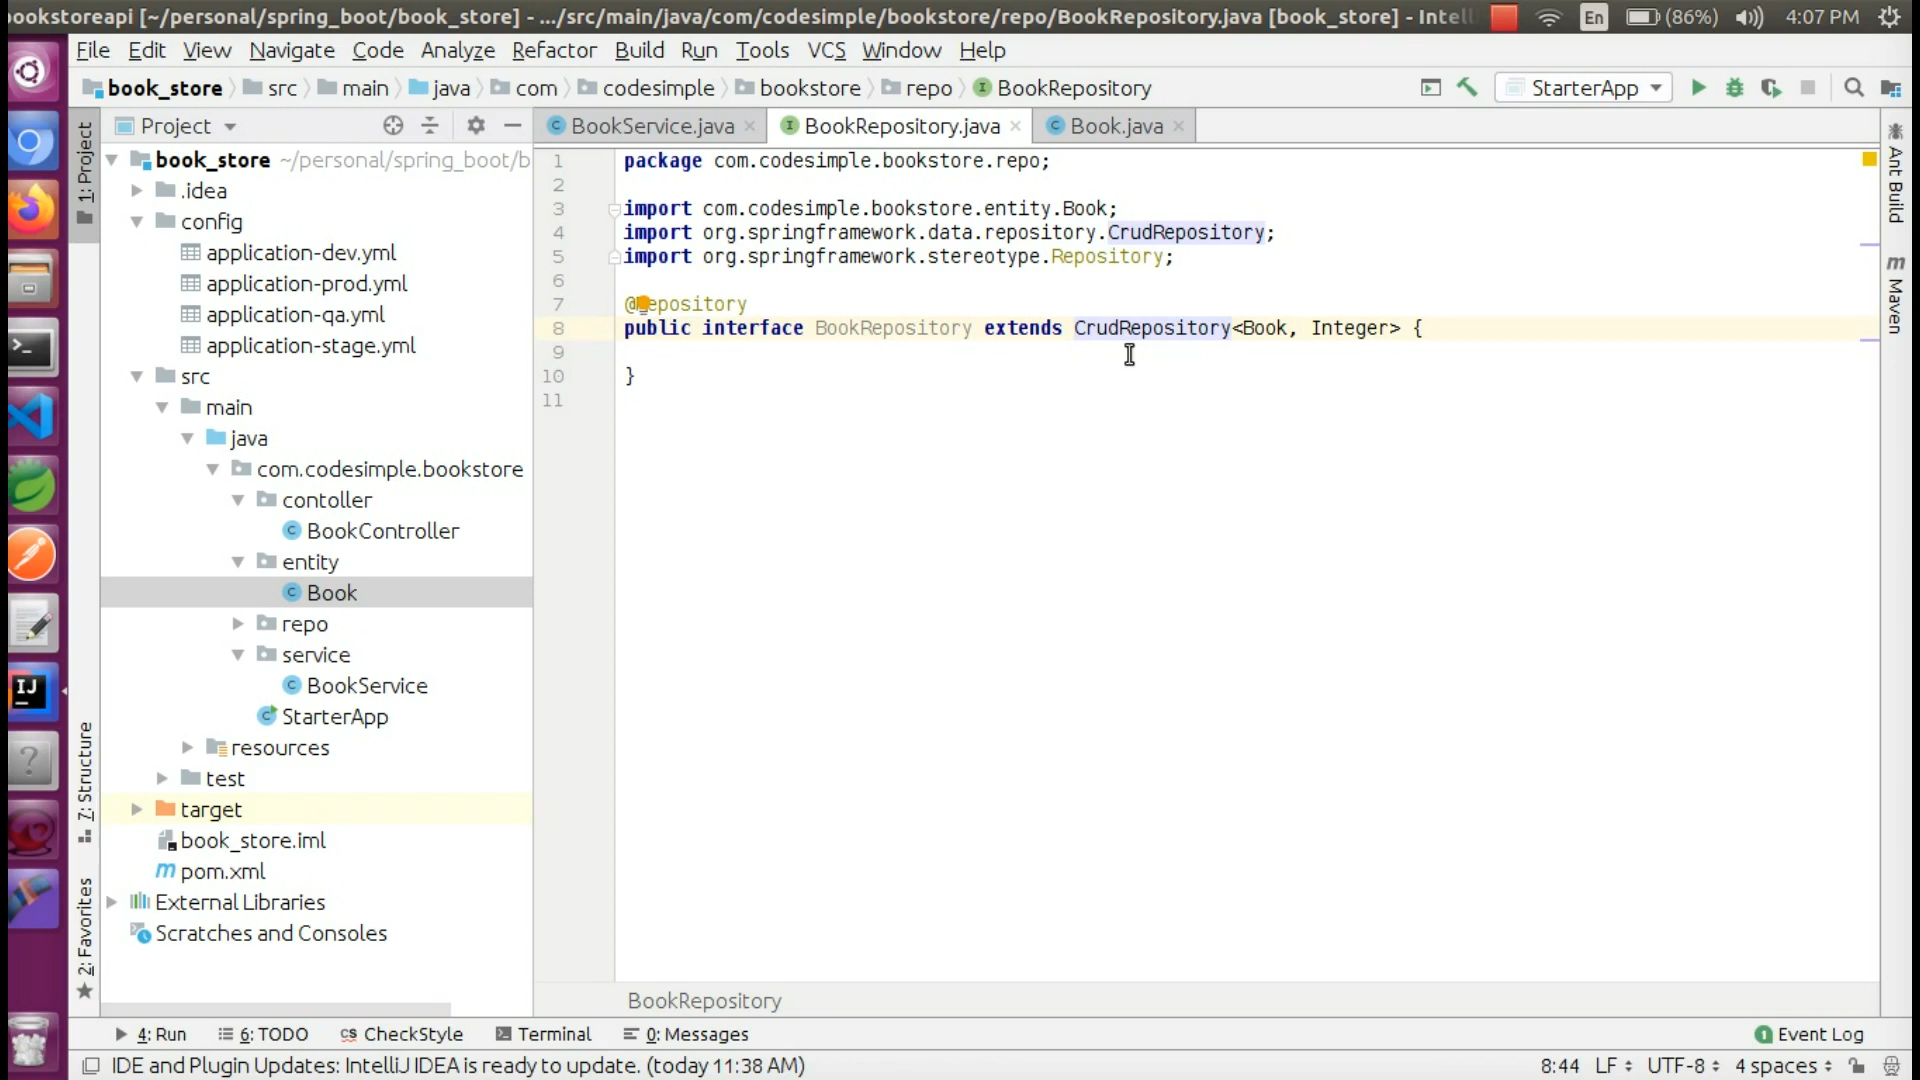 ookstoreapi [~/personal/spring_boot/book_store] - .../src/main/java/com/codesimple/bookstore/repo/BookRepository.java [book_store] - Intell
En
(86%)
4:07 PM
File Edit View Navigate Code Analyze Refactor Build Run Tools VCS Window Help
book_store src main java com codesimple bookstore repo BookRepository
StarterApp
1: Project
7: Structure
2: Favorites
Project
book_store ~/personal/spring_boot/b
.idea
config
application-dev.yml
application-prod.yml
application-qa.yml
application-stage.yml
src
main
java
com.codesimple.bookstore
contoller
BookController
entity
Book
repo
service
BookService
StarterApp
resources
test
target
book_store.iml
pom.xml
External Libraries
Scratches and Consoles
BookService.java
BookRepository.java
Book.java
1 package com.codesimple.bookstore.repo;
2
3 import com.codesimple.bookstore.entity.Book;
4 import org.springframework.data.repository.CrudRepository;
5 import org.springframework.stereotype.Repository;
6
7 @Repository
8 public interface BookRepository extends CrudRepository<Book, Integer> {
9
10 }
11
BookRepository
Ant Build
Maven
IJ
4: Run 6: TODO CheckStyle Terminal 0: Messages
1 Event Log
IDE and Plugin Updates: IntelliJ IDEA is ready to update. (today 11:38 AM)
8:44 LF UTF-8 4 spaces